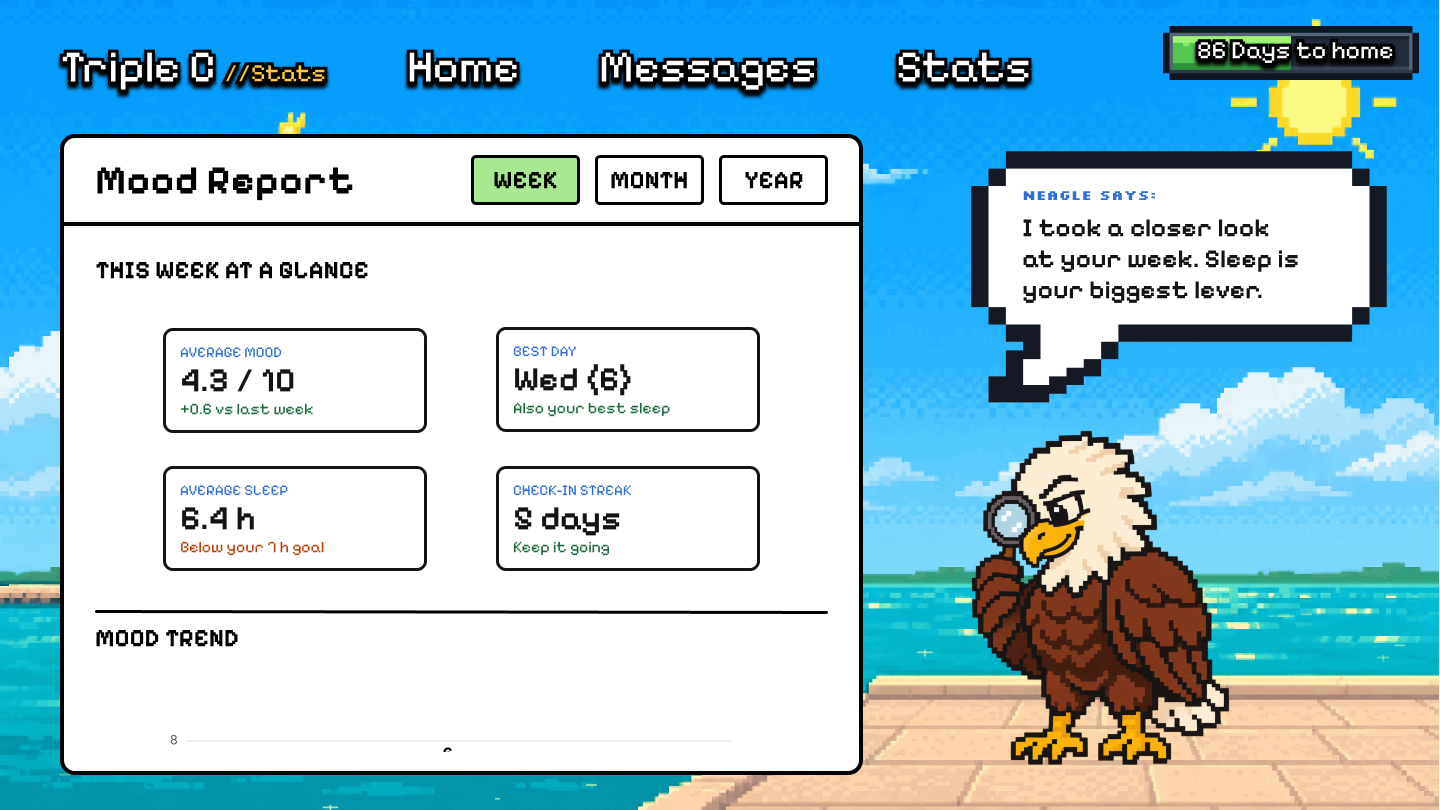 Triple C //Stats Home Messages Stats 86 Days to home
Mood Report WEEK MONTH YEAR
THIS WEEK AT A GLANCE
AVERAGE MOOD
4.3 / 10
+0.6 vs last week
BEST DAY
Wed (6)
Also your best sleep
AVERAGE SLEEP
6.4 h
Below your 7 h goal
CHECK-IN STREAK
8 days
Keep it going
MOOD TREND
8
NEAGLE SAYS:
I took a closer look
at your week. Sleep is
your biggest lever.